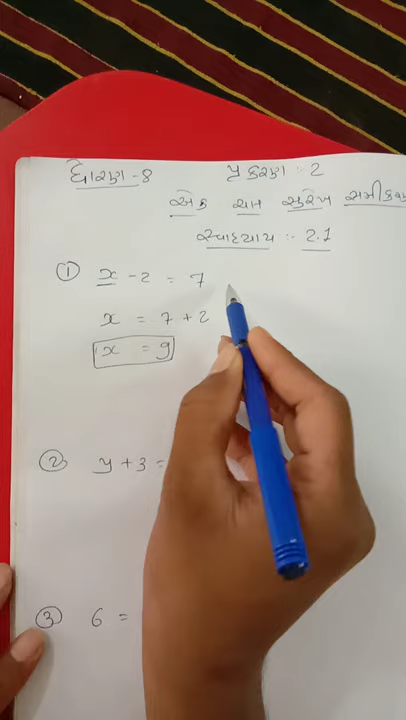 ધોરણ -8 પ્રકરણ :- 2
એક ચલ સુરેખ સમીકરણ
સ્વાધ્યાય :- 2.1
① x - 2 = 7
x = 7 + 2
x = 9
② y + 3 =
③ 6 =